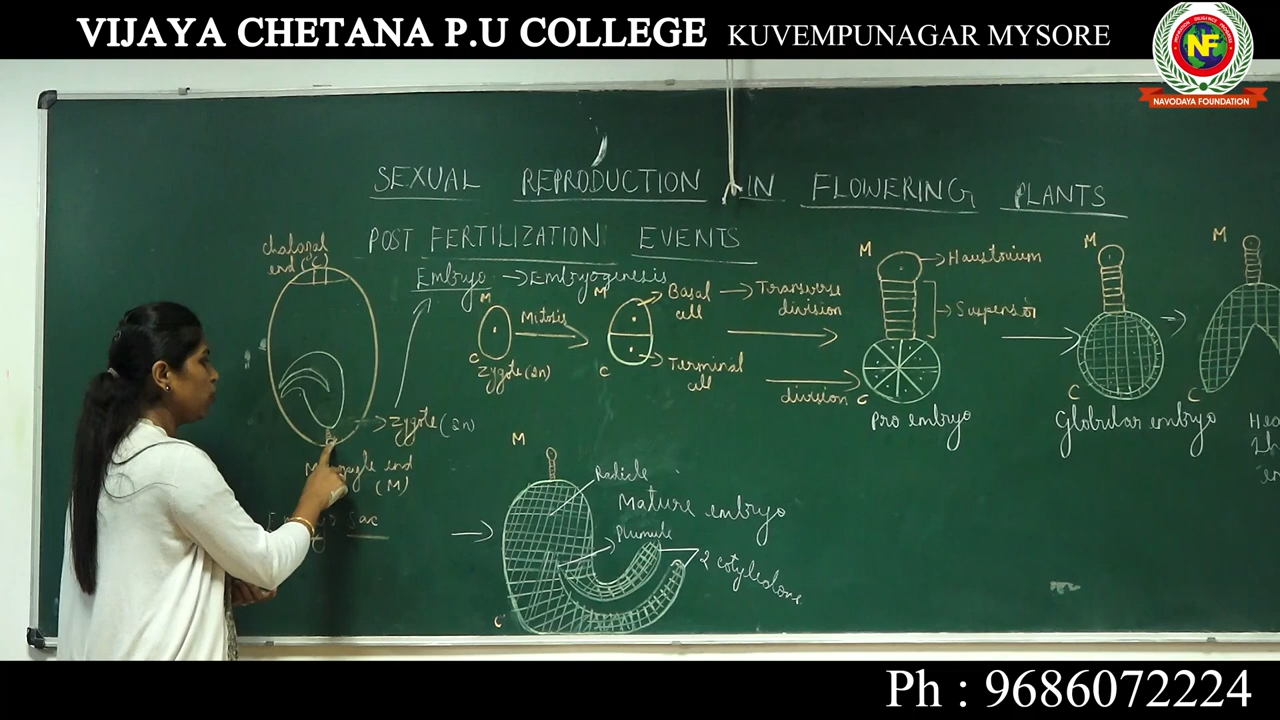 VIJAYA CHETANA P.U COLLEGE KUVEMPUNAGAR MYSORE
NF
NAVODAYA FOUNDATION
SEXUAL REPRODUCTION IN FLOWERING PLANTS
POST FERTILIZATION EVENTS
chalazal
end (C)
Embryo → Embryogenesis
M
Mitosis
C
Zygote (2n)
M
Basal
cell
C
Terminal
cell
Transverse
division
division
M
Haustorium
Suspensor
C
Pro embryo
M
C
Globular embryo
M
C
Zygote (2n)
end
(M)
Sac
M
Radicle
Mature embryo
Plumule
2 cotyledons
C
Ph : 9686072224